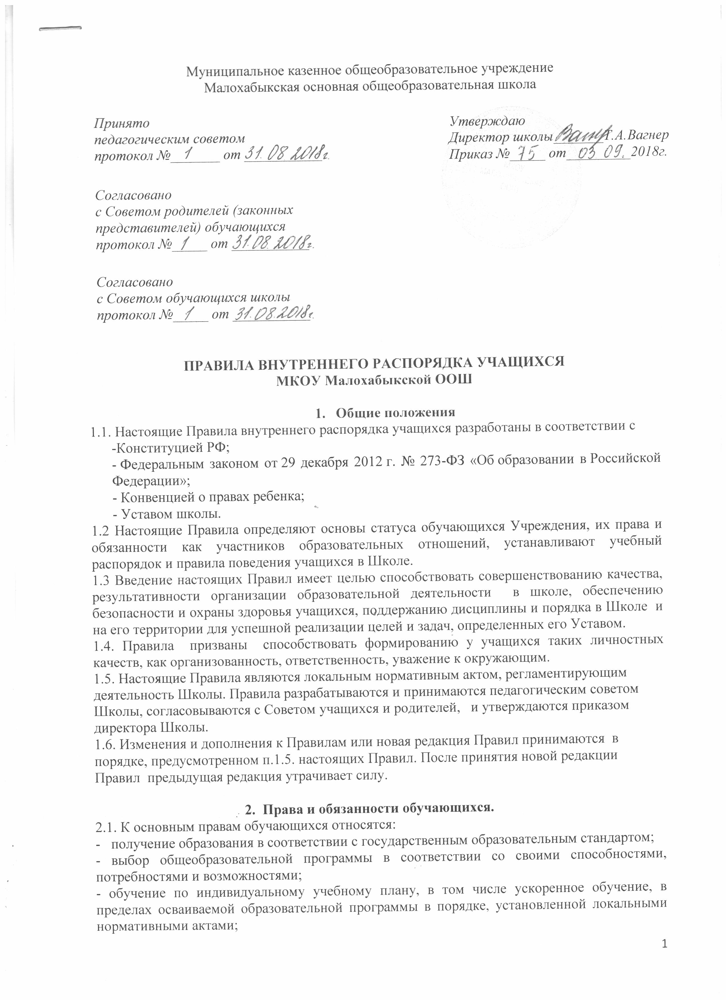 Муниципальное казенное общеобразовательное учреждение
Малохабыкская основная общеобразовательная школа
Принято
педагогическим советом
протокол № 1 от 31.08.2018г.
Утверждаю
Директор школы Вагнер Т.А.Вагнер
Приказ № 75 от 03 09. 2018г.
Согласовано
с Советом родителей (законных
представителей) обучающихся
протокол № 1 от 31.08.2018г.
Согласовано
с Советом обучающихся школы
протокол № 1 от 31.08.2018г.
ПРАВИЛА ВНУТРЕННЕГО РАСПОРЯДКА УЧАЩИХСЯ
МКОУ Малохабыкской ООШ
1. Общие положения
1.1. Настоящие Правила внутреннего распорядка учащихся разработаны в соответствии с
-Конституцией РФ;
- Федеральным законом от 29 декабря 2012 г. № 273-ФЗ «Об образовании в Российской
Федерации»;
- Конвенцией о правах ребенка;
- Уставом школы.
1.2 Настоящие Правила определяют основы статуса обучающихся Учреждения, их права и
обязанности как участников образовательных отношений, устанавливают учебный
распорядок и правила поведения учащихся в Школе.
1.3 Введение настоящих Правил имеет целью способствовать совершенствованию качества,
результативности организации образовательной деятельности в школе, обеспечению
безопасности и охраны здоровья учащихся, поддержанию дисциплины и порядка в Школе и
на его территории для успешной реализации целей и задач, определенных его Уставом.
1.4. Правила призваны способствовать формированию у учащихся таких личностных
качеств, как организованность, ответственность, уважение к окружающим.
1.5. Настоящие Правила являются локальным нормативным актом, регламентирующим
деятельность Школы. Правила разрабатываются и принимаются педагогическим советом
Школы, согласовываются с Советом учащихся и родителей, и утверждаются приказом
директора Школы.
1.6. Изменения и дополнения к Правилам или новая редакция Правил принимаются в
порядке, предусмотренном п.1.5. настоящих Правил. После принятия новой редакции
Правил предыдущая редакция утрачивает силу.
2. Права и обязанности обучающихся.
2.1. К основным правам обучающихся относятся:
- получение образования в соответствии с государственным образовательным стандартом;
- выбор общеобразовательной программы в соответствии со своими способностями,
потребностями и возможностями;
- обучение по индивидуальному учебному плану, в том числе ускоренное обучение, в
пределах осваиваемой образовательной программы в порядке, установленной локальными
нормативными актами;
1